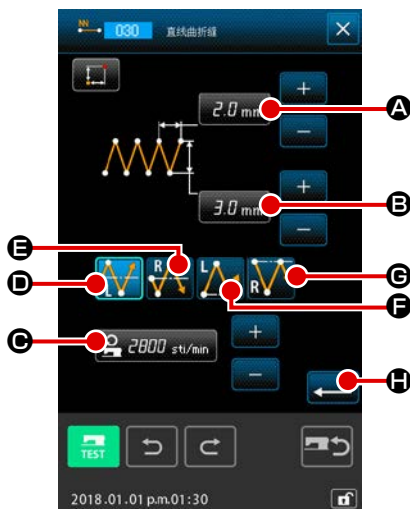 NN 030 直线曲折缝
2.0 mm
A
3.0 mm
B
E
D
L
R
L
R
G
F
C
2800 sti/min
H
TEST
2018.01.01 p.m.01:30